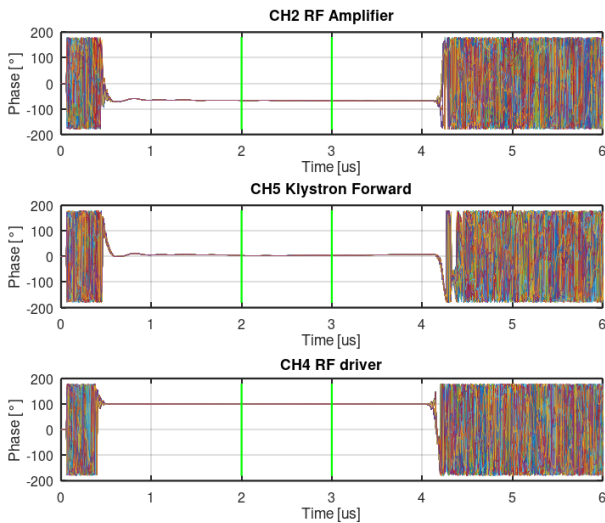 CH2 RF Amplifier
200
100
0
-100
-200
Phase [°]
0 1 2 3 4 5 6
Time [us]
CH5 Klystron Forward
200
100
0
-100
-200
Phase [°]
0 1 2 3 4 5 6
Time [us]
CH4 RF driver
200
100
0
-100
-200
Phase [°]
0 1 2 3 4 5 6
Time [us]